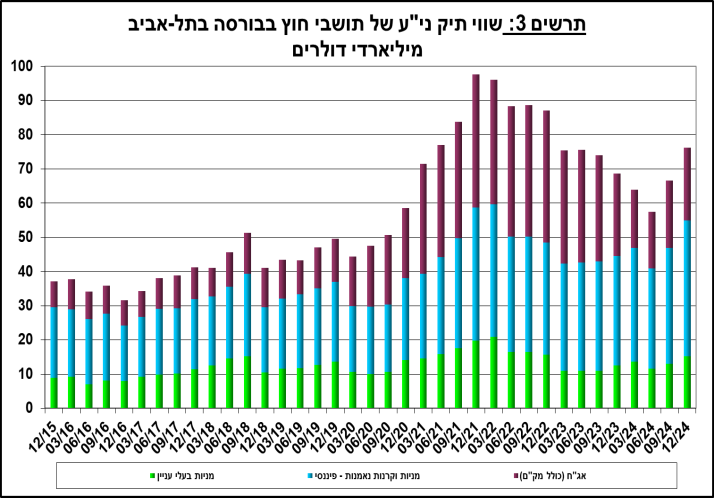 תרשים 3: שווי תיק ני"ע של תושבי חוץ בבורסה בתל-אביב
מיליארדי דולרים
100
90
80
70
60
50
40
30
20
10
0
12/15 03/16 06/16 09/16 12/16 03/17 06/17 09/17 12/17 03/18 06/18 09/18 12/18 03/19 06/19 09/19 12/19 03/20 06/20 09/20 12/20 03/21 06/21 09/21 12/21 03/22 06/22 09/22 12/22 03/23 06/23 09/23 12/23 03/24 06/24 09/24 12/24
אג"ח (כולל מק"ם) מניות וקרנות נאמנות - פיננסי מניות בעלי עניין